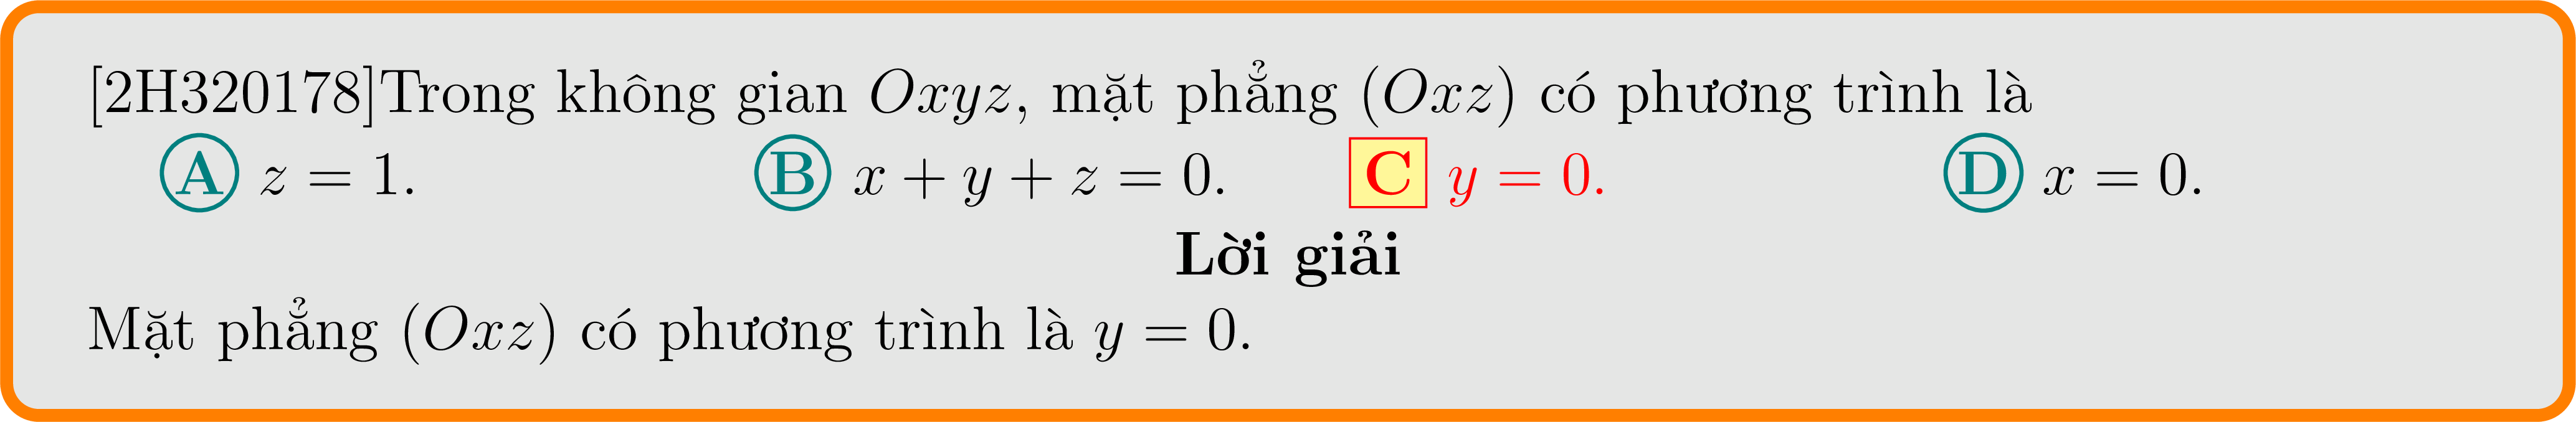 [2H320178]Trong không gian Oxyz, mặt phẳng (Oxz) có phương trình là
A z = 1. B x + y + z = 0. C y = 0. D x = 0.
Lời giải
Mặt phẳng (Oxz) có phương trình là y = 0.